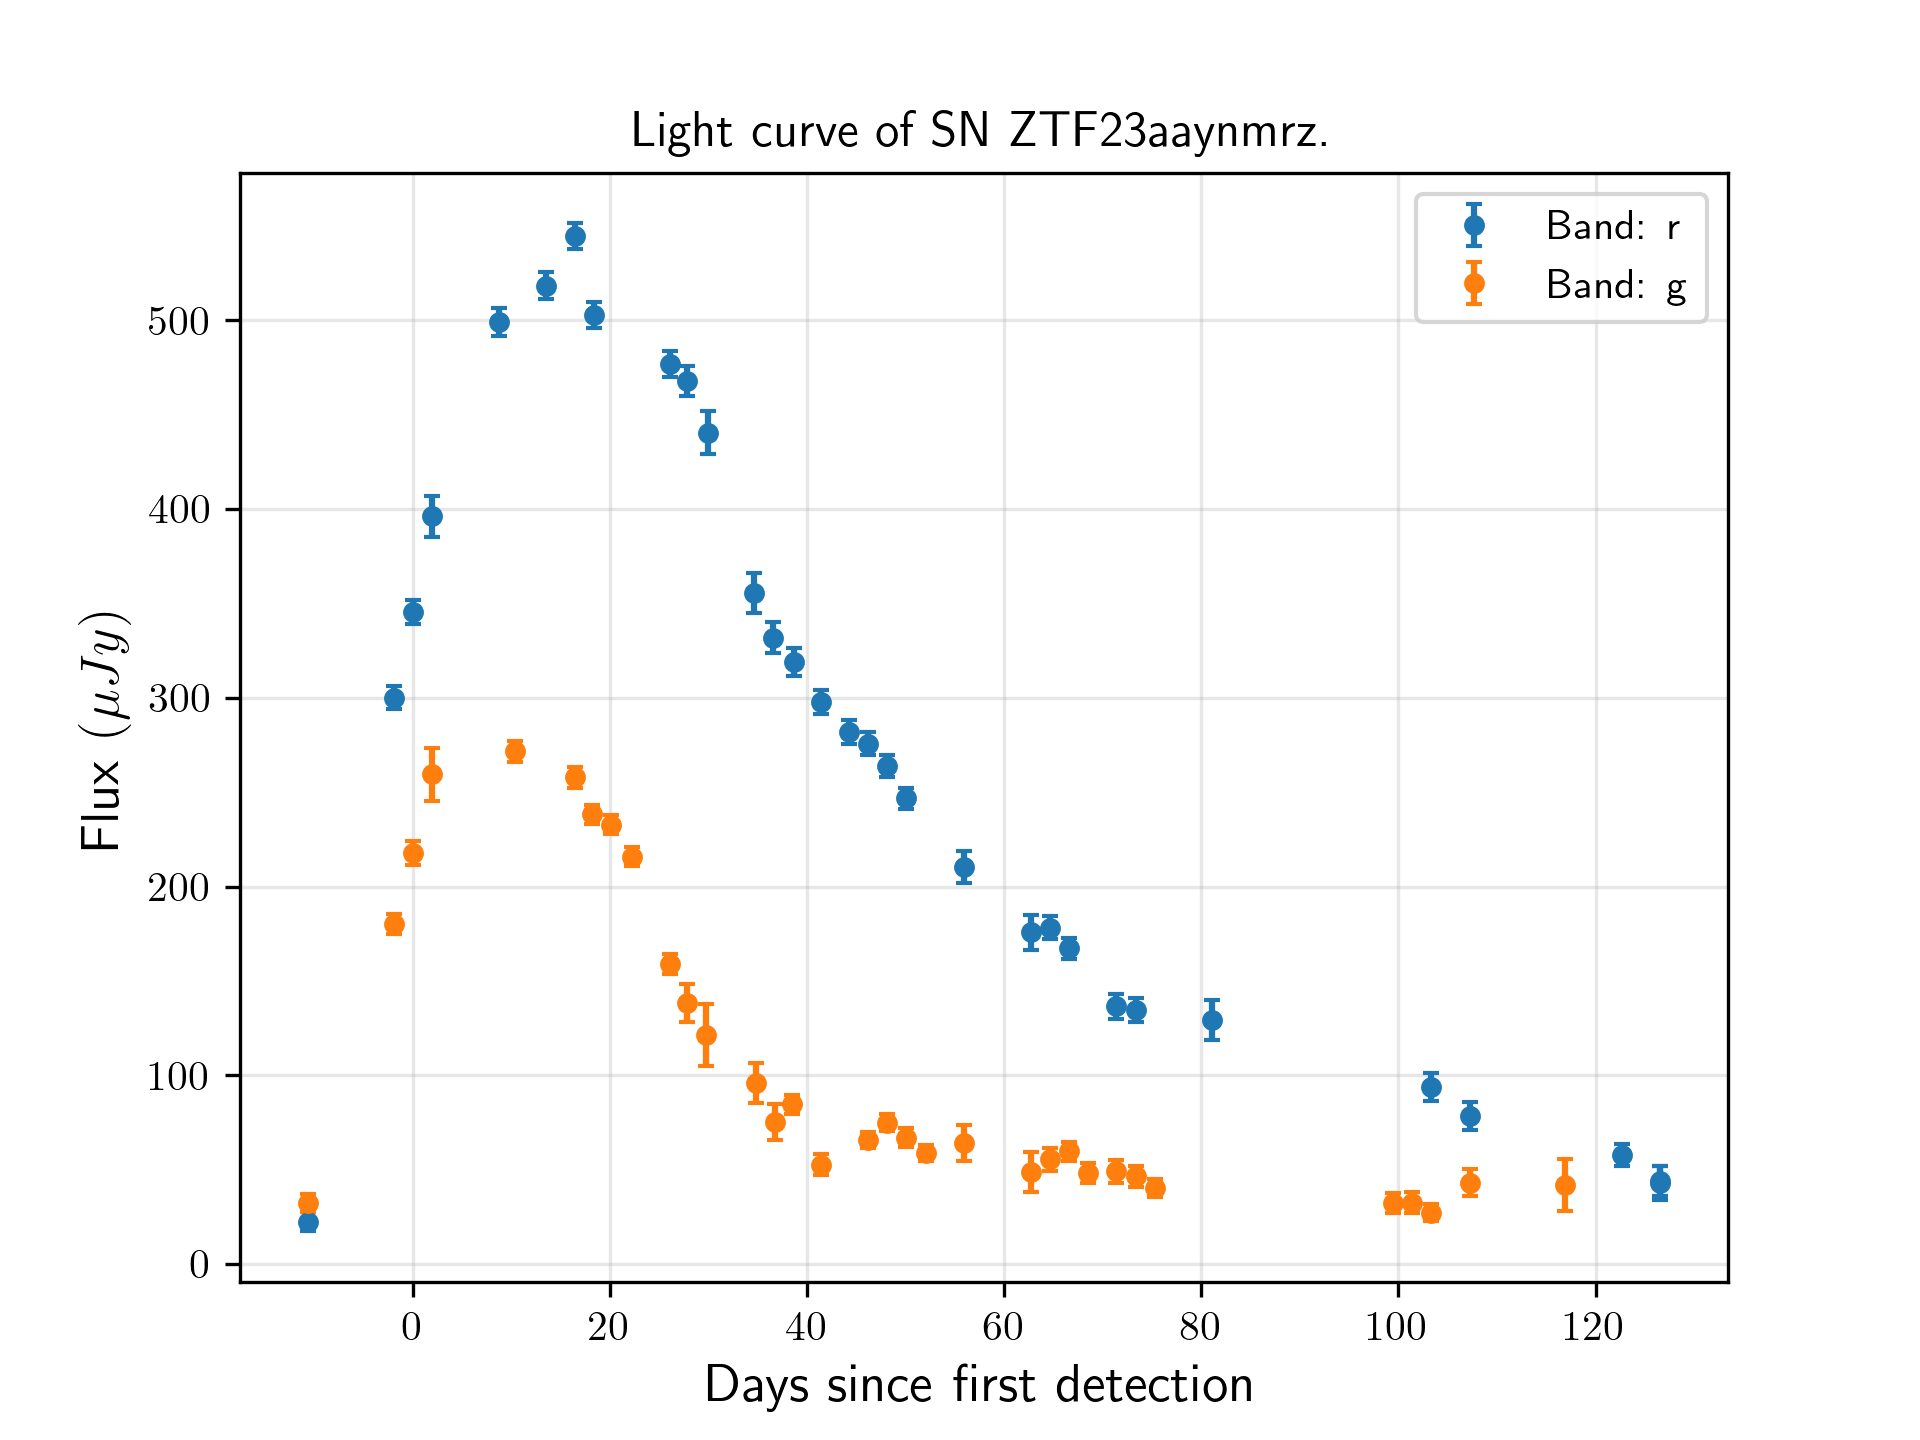 Light curve of SN ZTF23aaynmrz.
Band: r
Band: g
Flux (μJy)
500
400
300
200
100
0
0 20 40 60 80 100 120
Days since first detection